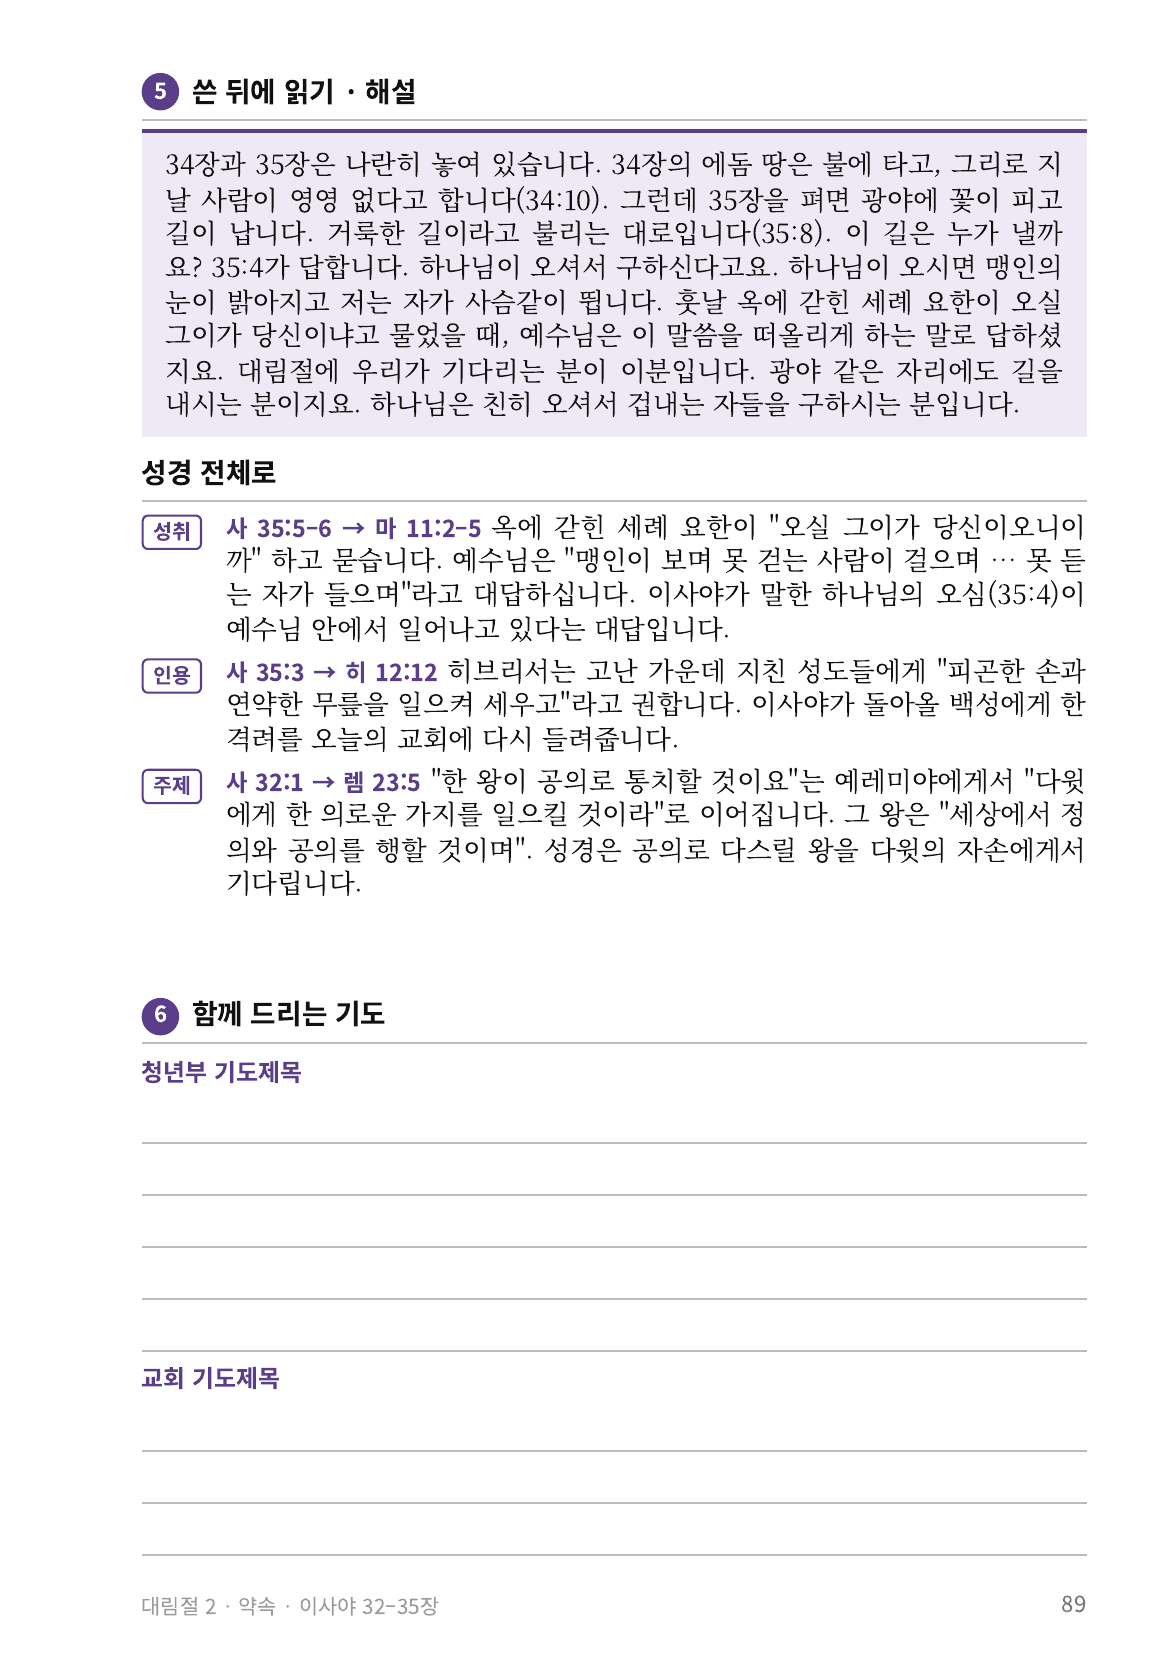 5 쓴 뒤에 읽기 · 해설
34장과 35장은 나란히 놓여 있습니다. 34장의 에돔 땅은 불에 타고, 그리로 지
날 사람이 영영 없다고 합니다(34:10). 그런데 35장을 펴면 광야에 꽃이 피고
길이 납니다. 거룩한 길이라고 불리는 대로입니다(35:8). 이 길은 누가 낼까
요? 35:4가 답합니다. 하나님이 오셔서 구하신다고요. 하나님이 오시면 맹인의
눈이 밝아지고 저는 자가 사슴같이 뜁니다. 훗날 옥에 갇힌 세례 요한이 오실
그이가 당신이냐고 물었을 때, 예수님은 이 말씀을 떠올리게 하는 말로 답하셨
지요. 대림절에 우리가 기다리는 분이 이분입니다. 광야 같은 자리에도 길을
내시는 분이지요. 하나님은 친히 오셔서 겁내는 자들을 구하시는 분입니다.
성경 전체로
성취 사 35:5–6 → 마 11:2–5 옥에 갇힌 세례 요한이 "오실 그이가 당신이오니이
까" 하고 묻습니다. 예수님은 "맹인이 보며 못 걷는 사람이 걸으며 … 못 듣
는 자가 들으며"라고 대답하십니다. 이사야가 말한 하나님의 오심(35:4)이
예수님 안에서 일어나고 있다는 대답입니다.
인용 사 35:3 → 히 12:12 히브리서는 고난 가운데 지친 성도들에게 "피곤한 손과
연약한 무릎을 일으켜 세우고"라고 권합니다. 이사야가 돌아올 백성에게 한
격려를 오늘의 교회에 다시 들려줍니다.
주제 사 32:1 → 렘 23:5 "한 왕이 공의로 통치할 것이요"는 예레미야에게서 "다윗
에게 한 의로운 가지를 일으킬 것이라"로 이어집니다. 그 왕은 "세상에서 정
의와 공의를 행할 것이며". 성경은 공의로 다스릴 왕을 다윗의 자손에게서
기다립니다.
6 함께 드리는 기도
청년부 기도제목
교회 기도제목
대림절 2 · 약속 · 이사야 32–35장
89